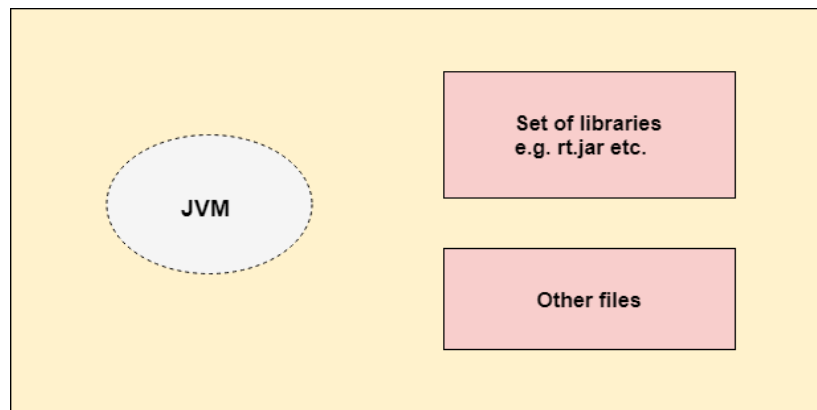 JVM
Set of libraries
e.g. rt.jar etc.
Other files